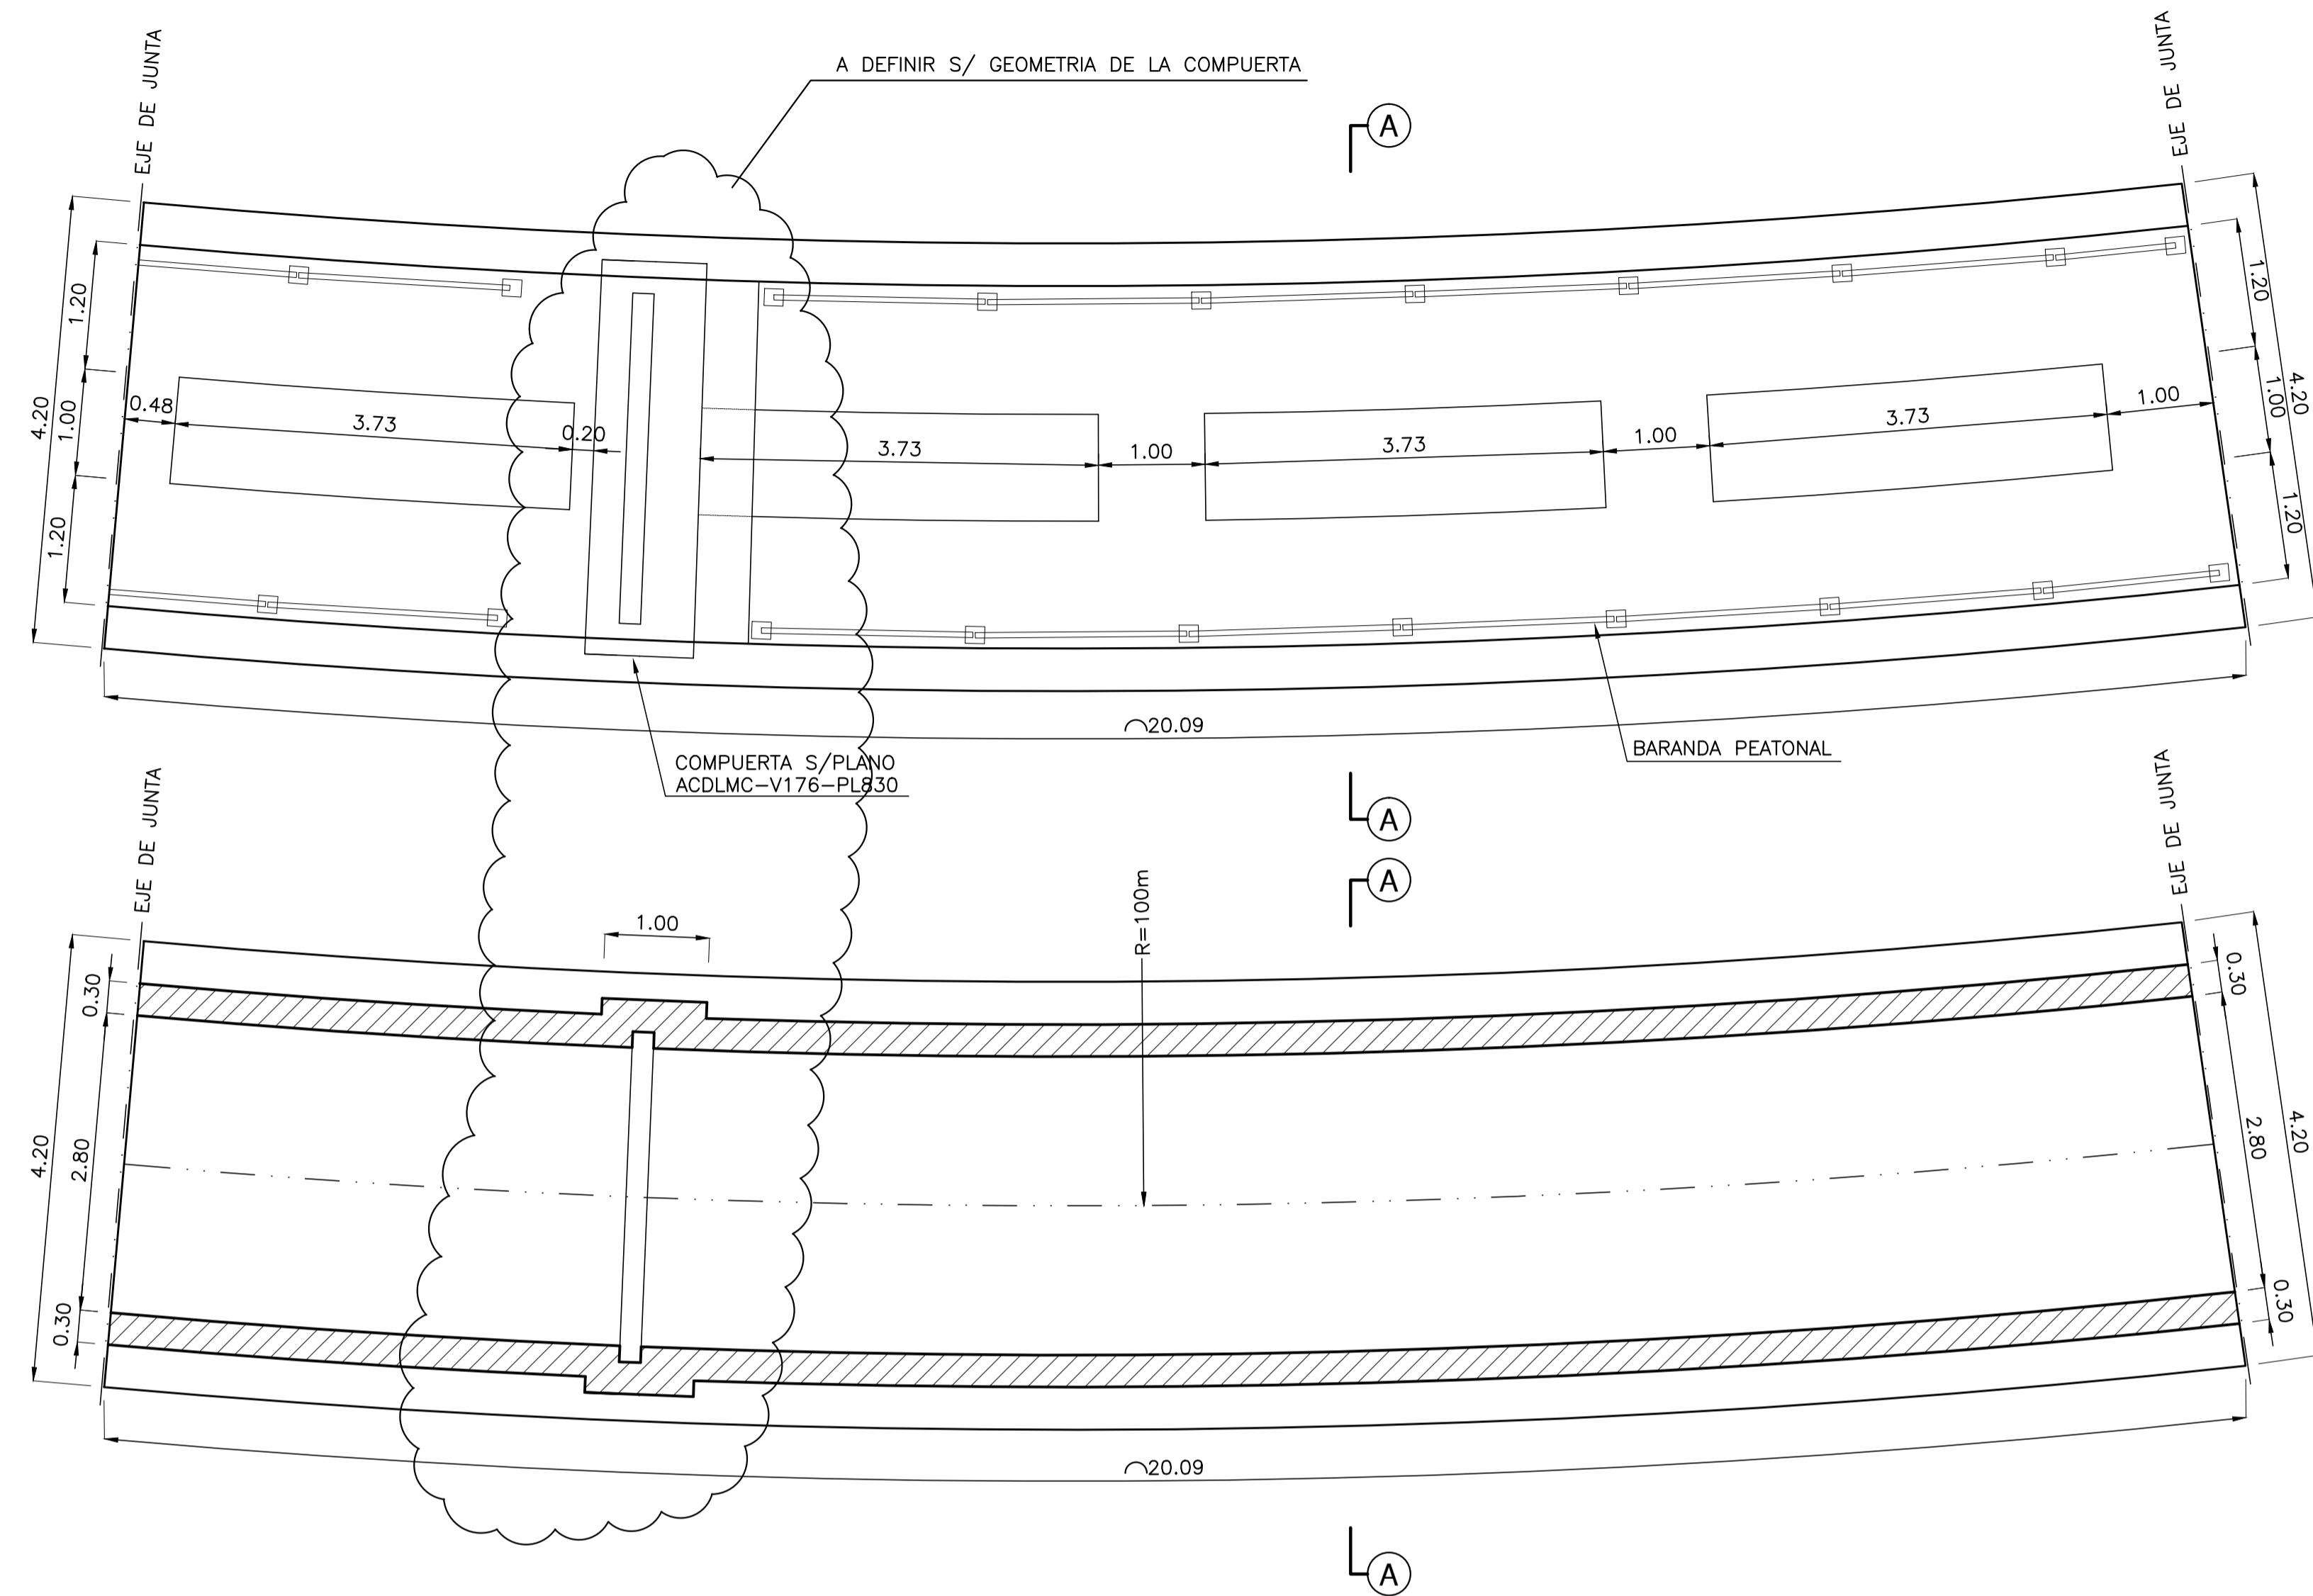 A DEFINIR S/ GEOMETRIA DE LA COMPUERTA
EJE DE JUNTA
EJE DE JUNTA
A
4.20
1.20
1.00
1.20
0.48
3.73
0.20
3.73
1.00
3.73
1.00
3.73
1.00
1.20
1.00
1.20
4.20
20.09
COMPUERTA S/PLANO
ACDLMC-V176-PL830
BARANDA PEATONAL
A
EJE DE JUNTA
EJE DE JUNTA
A
1.00
R=100m
4.20
0.30
2.80
0.30
0.30
2.80
0.30
4.20
20.09
A